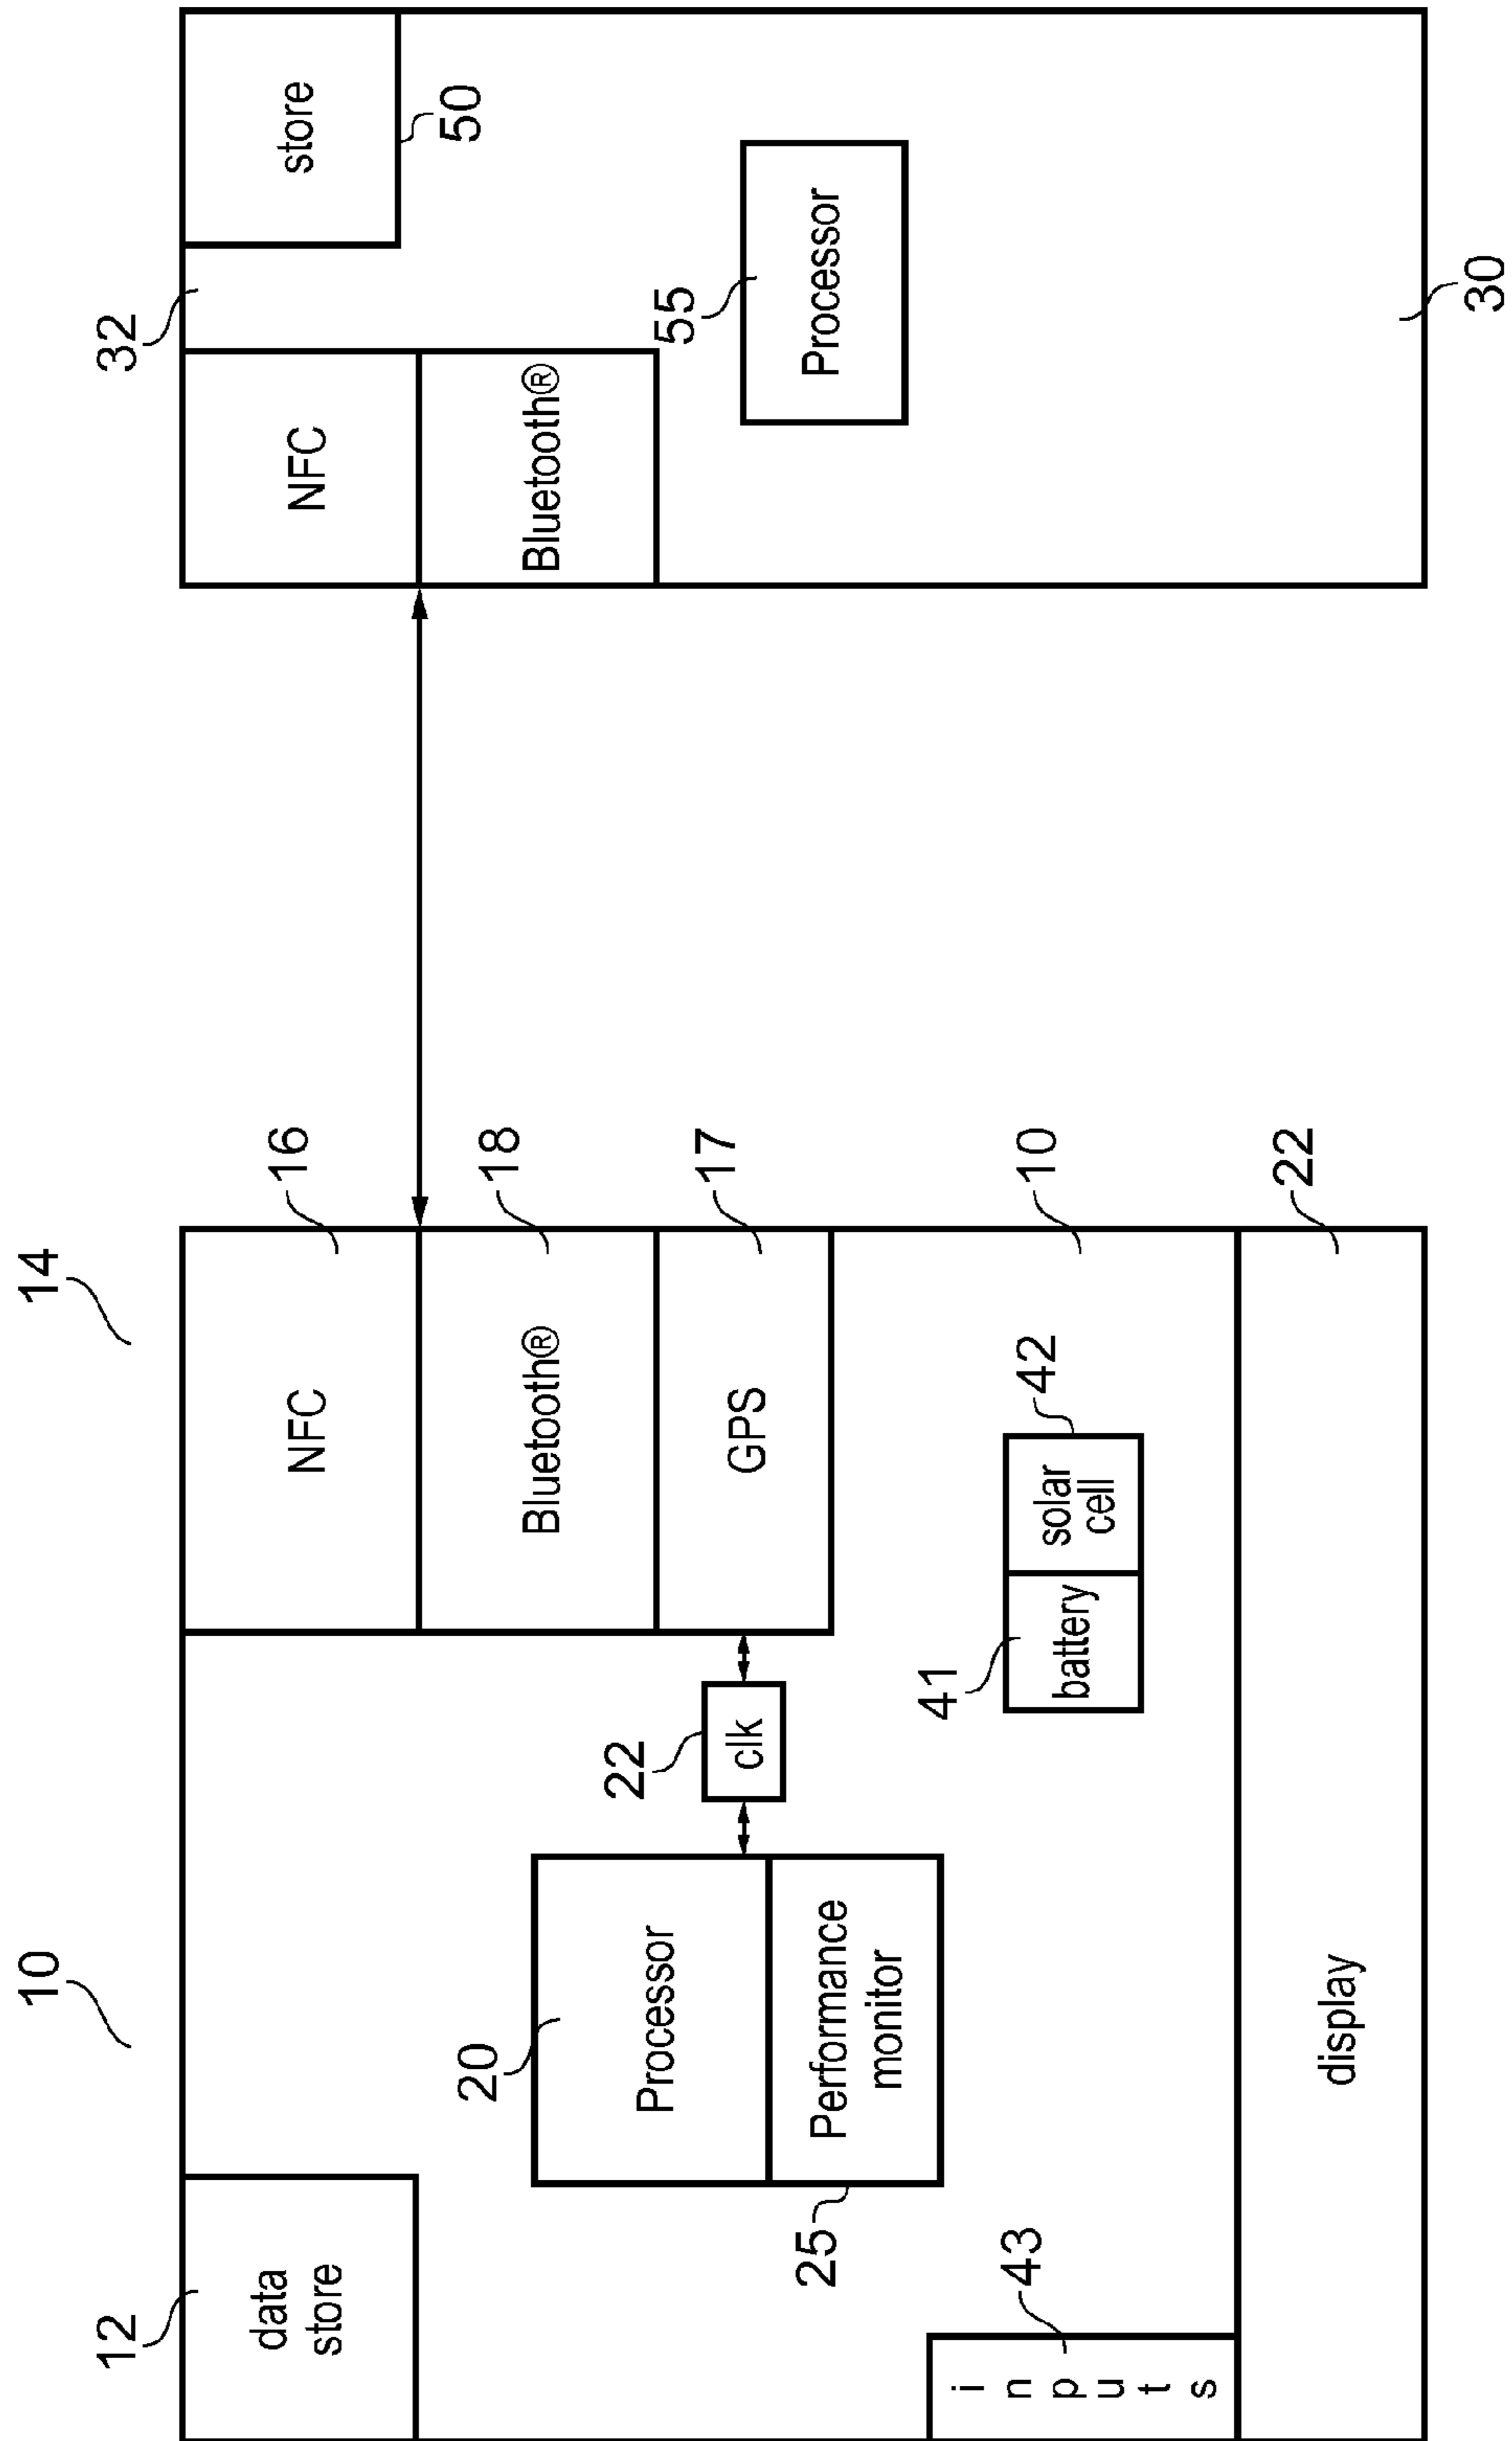 10
14
12
data
store
NFC
16
Bluetooth®
18
GPS
17
20
Processor
22
clk
25
Performance
monitor
41
battery
solar
cell
42
10
43
inputs
display
22
32
NFC
store
50
Bluetooth®
55
Processor
30